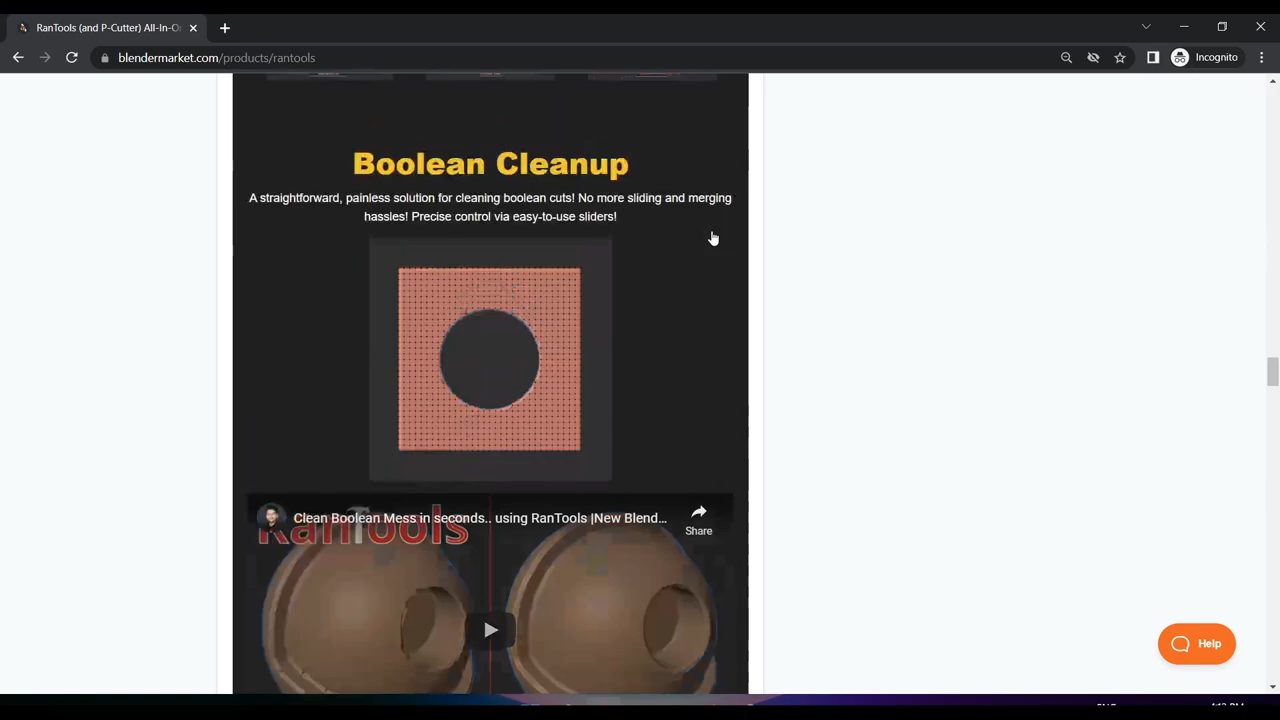 RanTools (and P-Cutter) All-In-O
blendermarket.com/products/rantools
Incognito
Boolean Cleanup
A straightforward, painless solution for cleaning boolean cuts! No more sliding and merging
hassles! Precise control via easy-to-use sliders!
RanTools
Clean Boolean Mess in seconds.. using RanTools |New Blend...
Share
Help